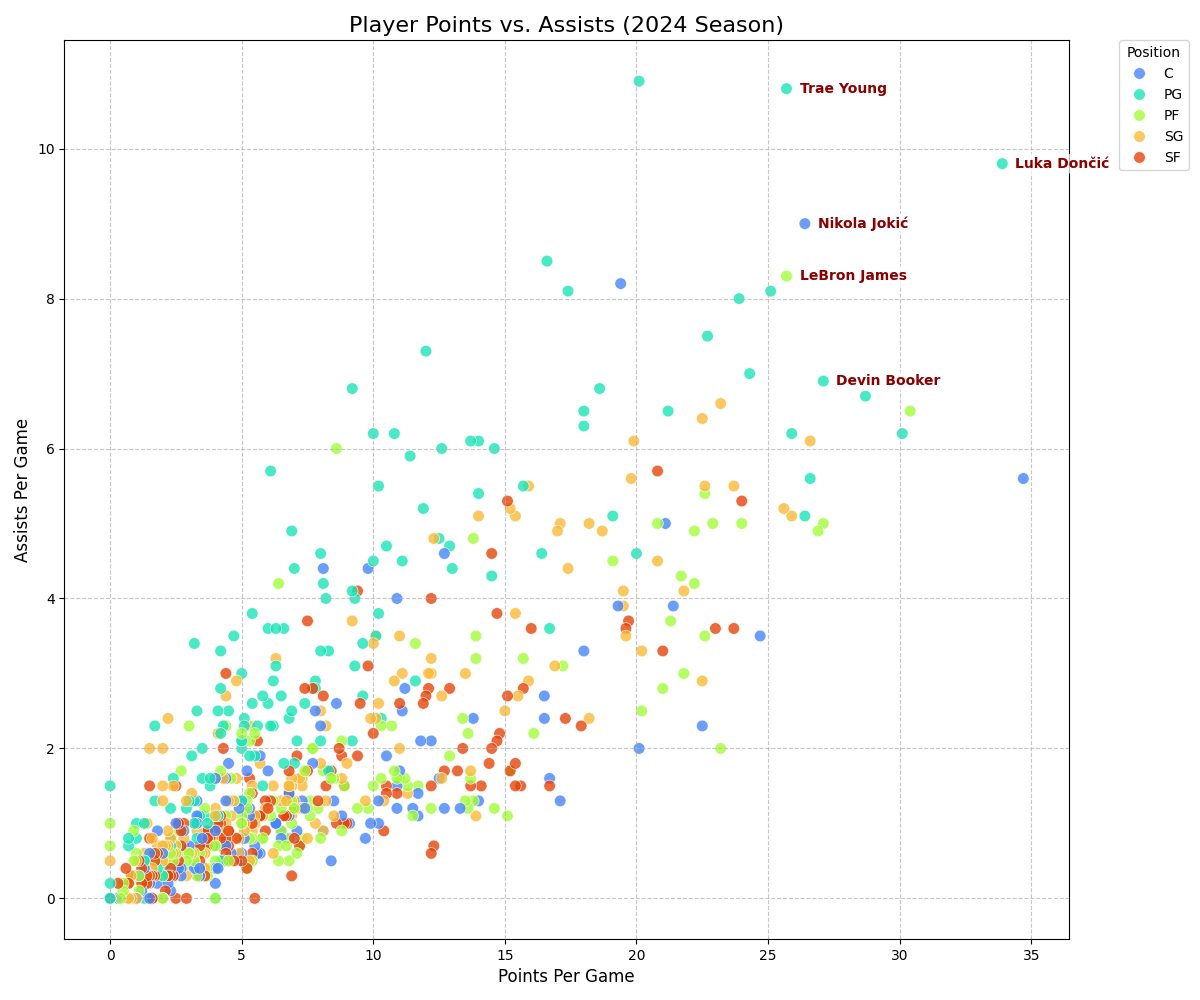 Player Points vs. Assists (2024 Season)
Position
C
PG
PF
SG
SF
Trae Young
Luka Dončić
Nikola Jokić
LeBron James
Devin Booker
Assists Per Game
10
8
6
4
2
0
0 5 10 15 20 25 30 35
Points Per Game